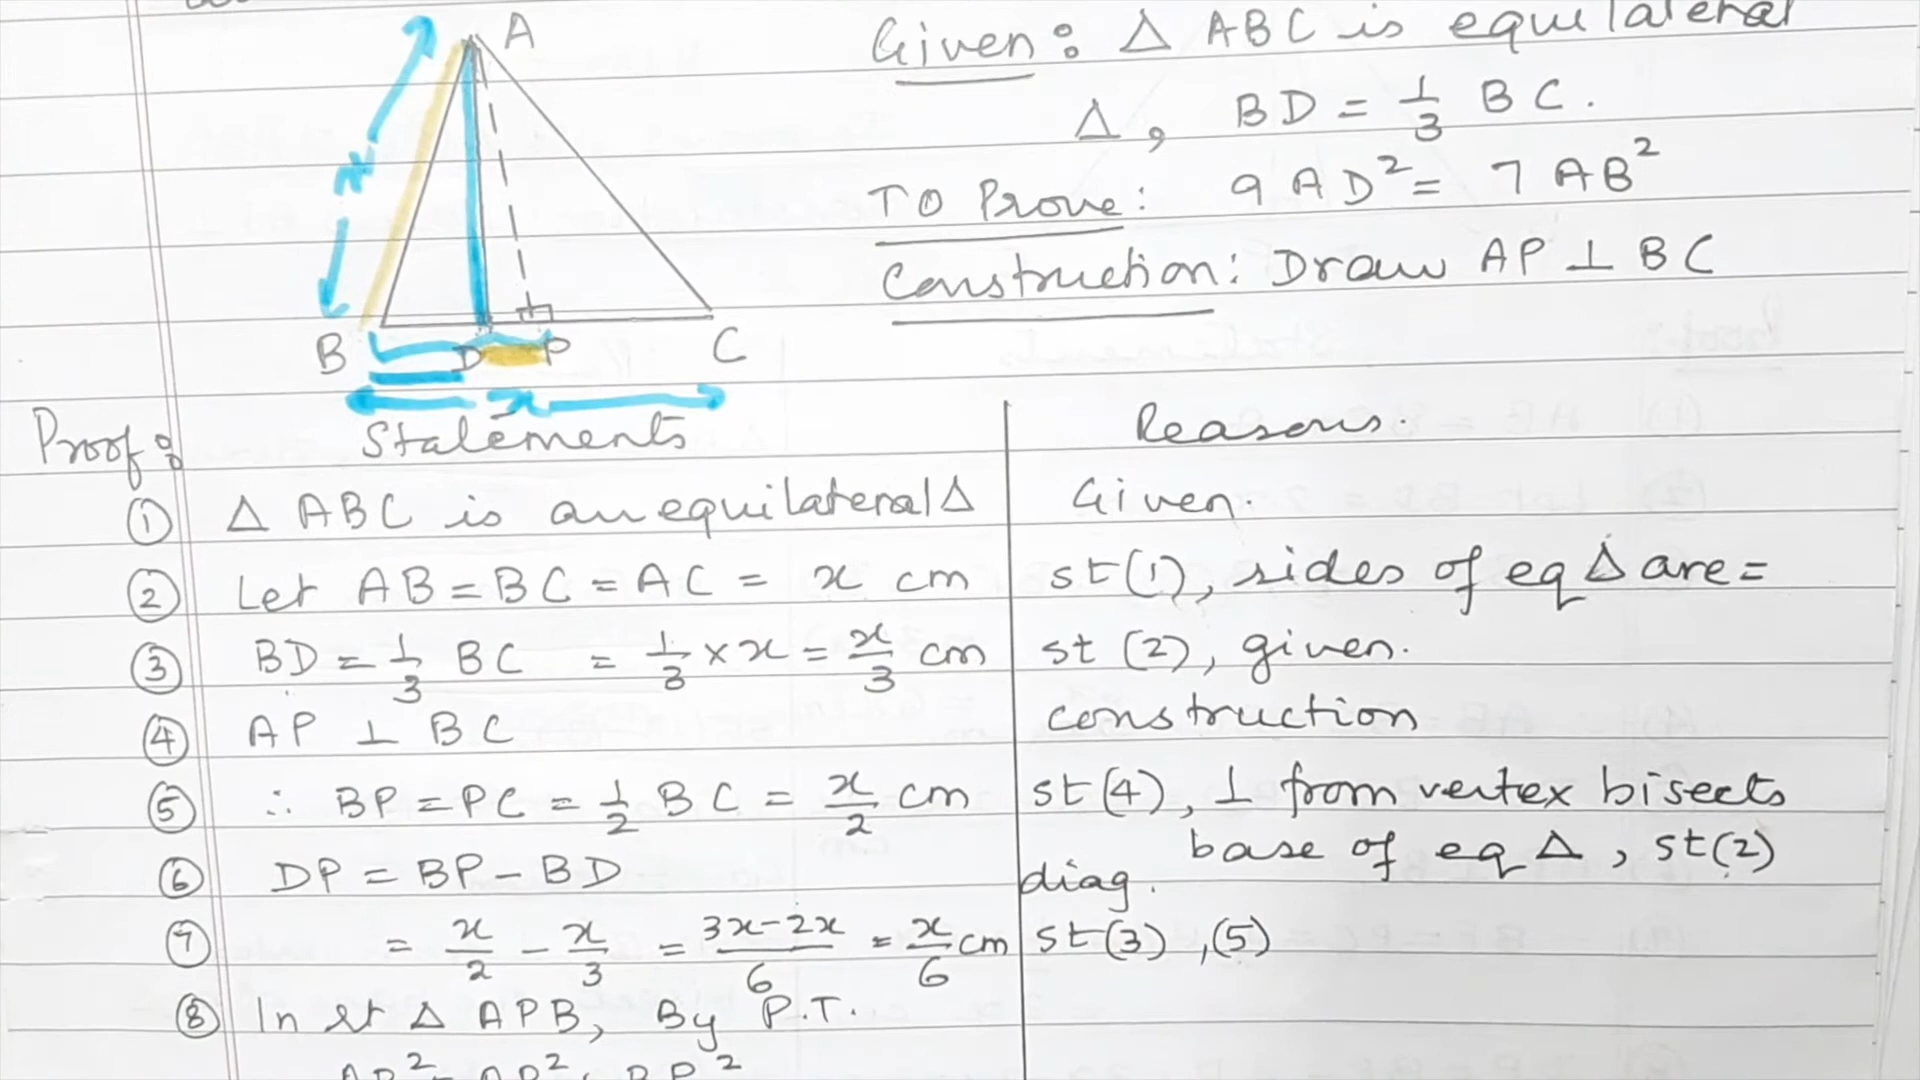 A
Given: Δ ABC is equilateral
Δ, BD = 1/3 BC.
To Prove: 9 AD² = 7 AB²
Construction: Draw AP ⊥ BC
x
B D P C
x
Proof: Statements Reasons.
① Δ ABC is an equilateral Δ Given.
② Let AB = BC = AC = x cm st(1), sides of eq Δ are =
③ BD = 1/3 BC = 1/3 × x = x/3 cm st (2), given.
④ AP ⊥ BC construction
⑤ ∴ BP = PC = 1/2 BC = x/2 cm st(4), ⊥ from vertex bisects
base of eq Δ, st(2)
⑥ DP = BP - BD diag.
⑦ = x/2 - x/3 = 3x-2x/6 = x/6 cm st(3), (5)
⑧ In rt Δ APB, By P.T.